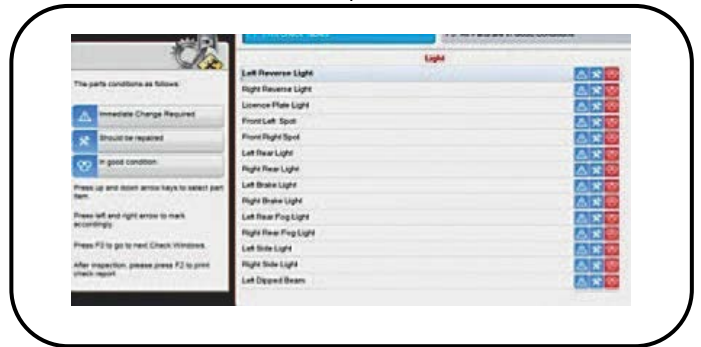 Light
The parts conditions as follows:
Immediate Change Required
Should be repaired
In good condition
Press up and down arrow keys to select part
item.
Press left and right arrow to mark
accordingly.
Press F3 to go to next Check Windows.
After inspection, please press F2 to print
check report
Left Reverse Light
Right Reverse Light
Licence Plate Light
Front Left Spot
Front Right Spot
Left Rear Light
Right Rear Light
Left Brake Light
Right Brake Light
Left Rear Fog Light
Right Rear Fog Light
Left Side Light
Right Side Light
Left Dipped Beam